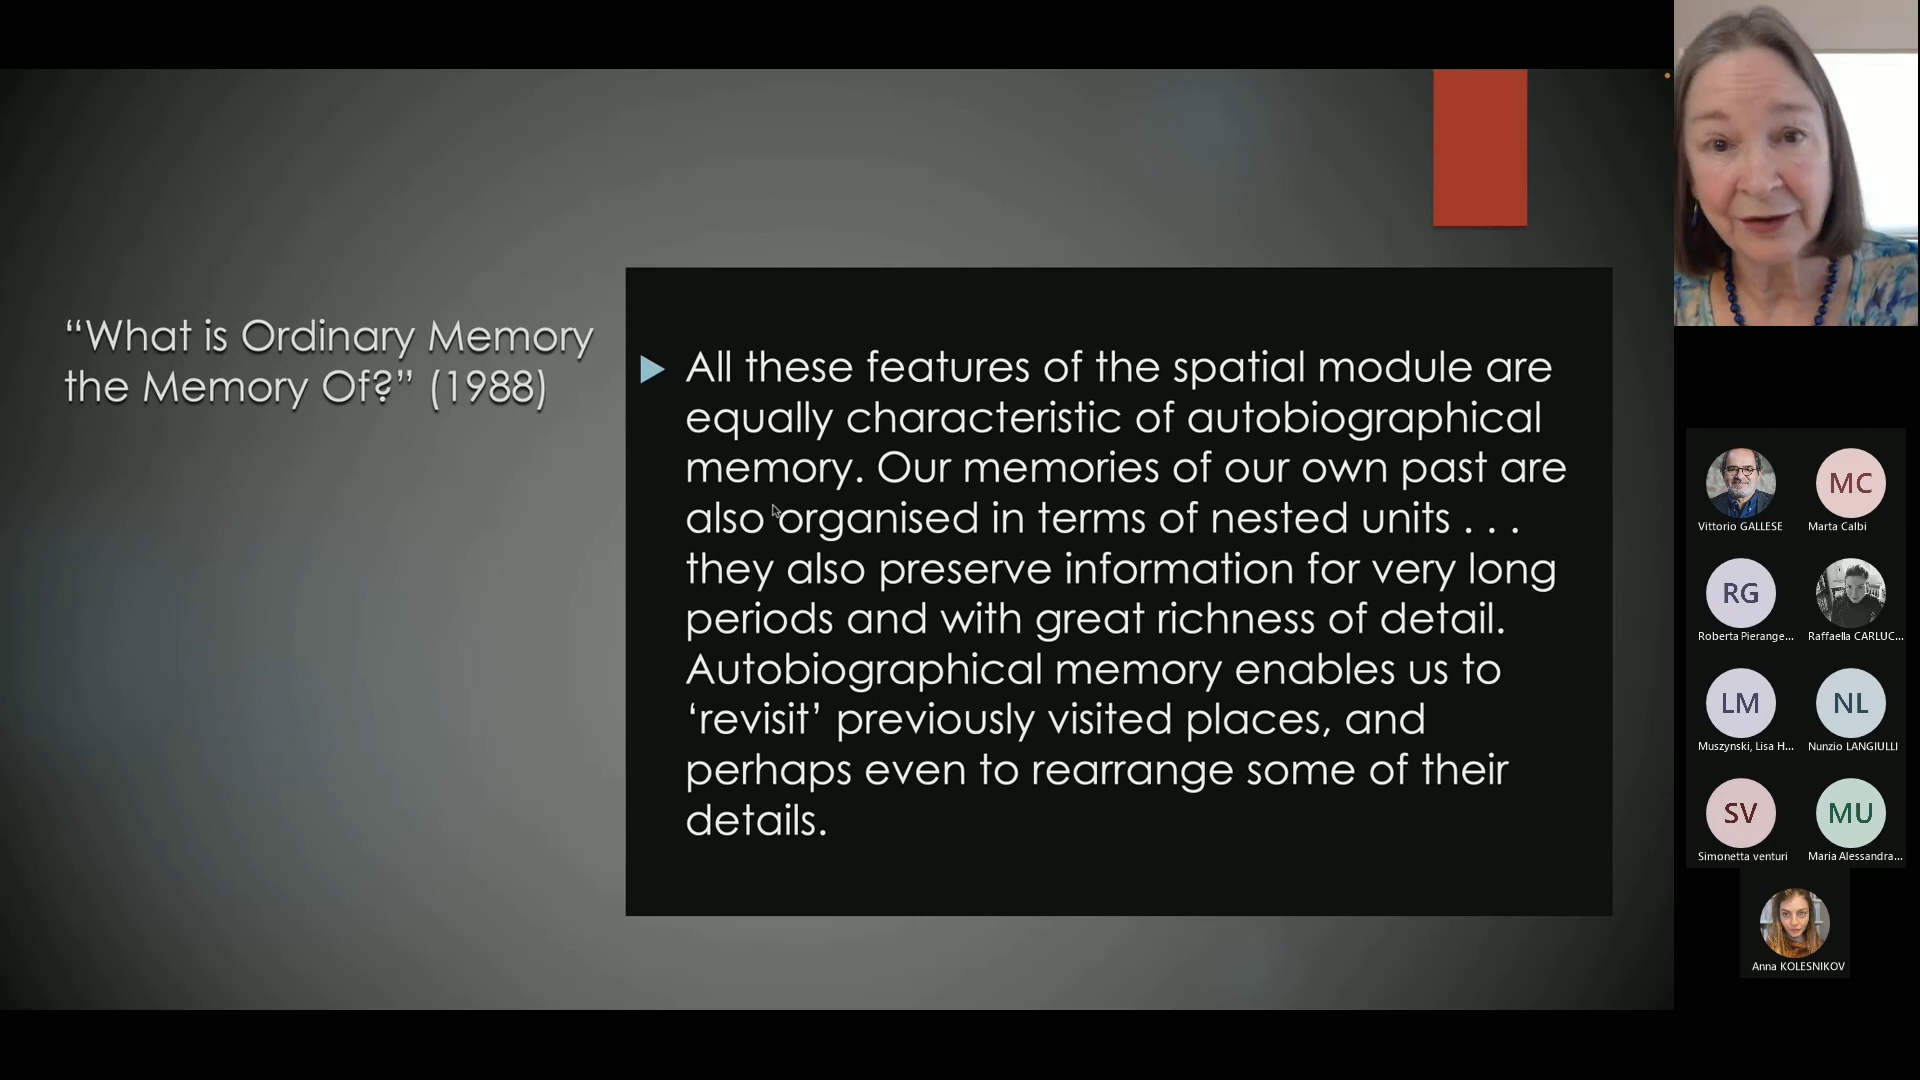 “What is Ordinary Memory
the Memory Of?” (1988)
All these features of the spatial module are
equally characteristic of autobiographical
memory. Our memories of our own past are
also organised in terms of nested units . . .
they also preserve information for very long
periods and with great richness of detail.
Autobiographical memory enables us to
‘revisit’ previously visited places, and
perhaps even to rearrange some of their
details.
Vittorio GALLESE
MC
Marta Calbi
RG
Roberta Pierange...
Raffaella CARLUC...
LM
Muszynski, Lisa H...
NL
Nunzio LANGIULLI
SV
Simonetta venturi
MU
Maria Alessandra...
Anna KOLESNIKOV